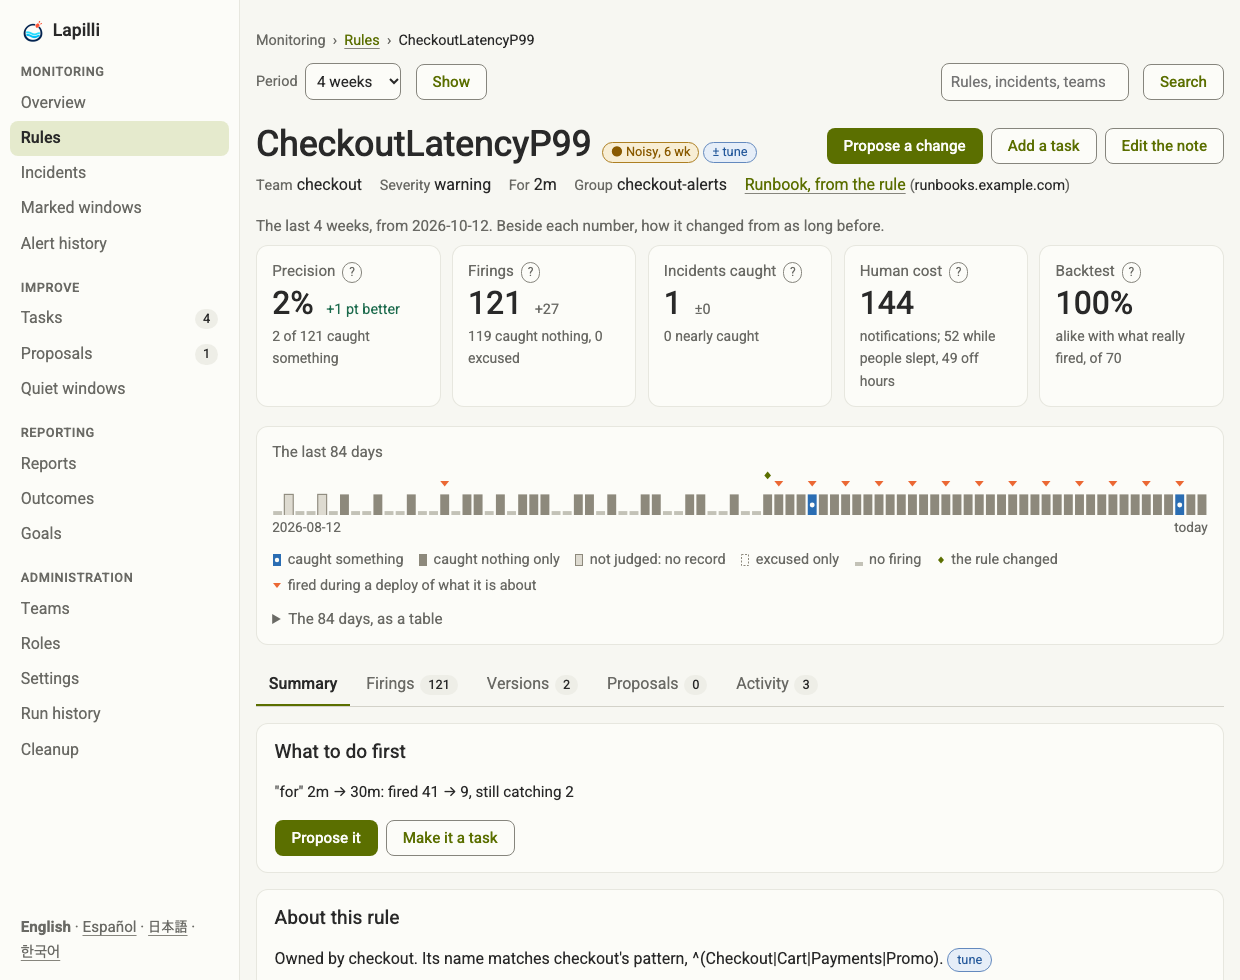 Lapilli
MONITORING
Overview
Rules
Incidents
Marked windows
Alert history
IMPROVE
Tasks 4
Proposals 1
Quiet windows
REPORTING
Reports
Outcomes
Goals
ADMINISTRATION
Teams
Roles
Settings
Run history
Cleanup
English · Español · 日本語 ·
한국어
Monitoring › Rules › CheckoutLatencyP99
Period 4 weeks Show
Rules, incidents, teams Search
CheckoutLatencyP99 Noisy, 6 wk ± tune
Propose a change Add a task Edit the note
Team checkout Severity warning For 2m Group checkout-alerts Runbook, from the rule (runbooks.example.com)
The last 4 weeks, from 2026-10-12. Beside each number, how it changed from as long before.
Precision ?
2% +1 pt better
2 of 121 caught
something
Firings ?
121 +27
119 caught nothing, 0
excused
Incidents caught ?
1 ±0
0 nearly caught
Human cost ?
144
notifications; 52 while
people slept, 49 off
hours
Backtest ?
100%
alike with what really
fired, of 70
The last 84 days
2026-08-12 today
caught something caught nothing only not judged: no record excused only no firing the rule changed
fired during a deploy of what it is about
▶ The 84 days, as a table
Summary Firings 121 Versions 2 Proposals 0 Activity 3
What to do first
"for" 2m → 30m: fired 41 → 9, still catching 2
Propose it Make it a task
About this rule
Owned by checkout. Its name matches checkout's pattern, ^(Checkout|Cart|Payments|Promo). tune